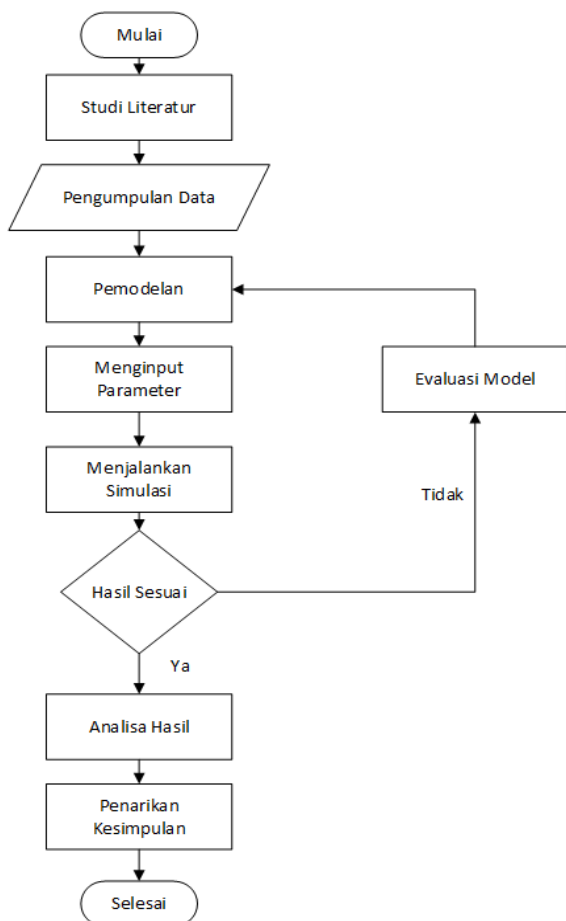 Mulai
Studi Literatur
Pengumpulan Data
Pemodelan
Menginput
Parameter
Evaluasi Model
Menjalankan
Simulasi
Tidak
Hasil Sesuai
Ya
Analisa Hasil
Penarikan
Kesimpulan
Selesai